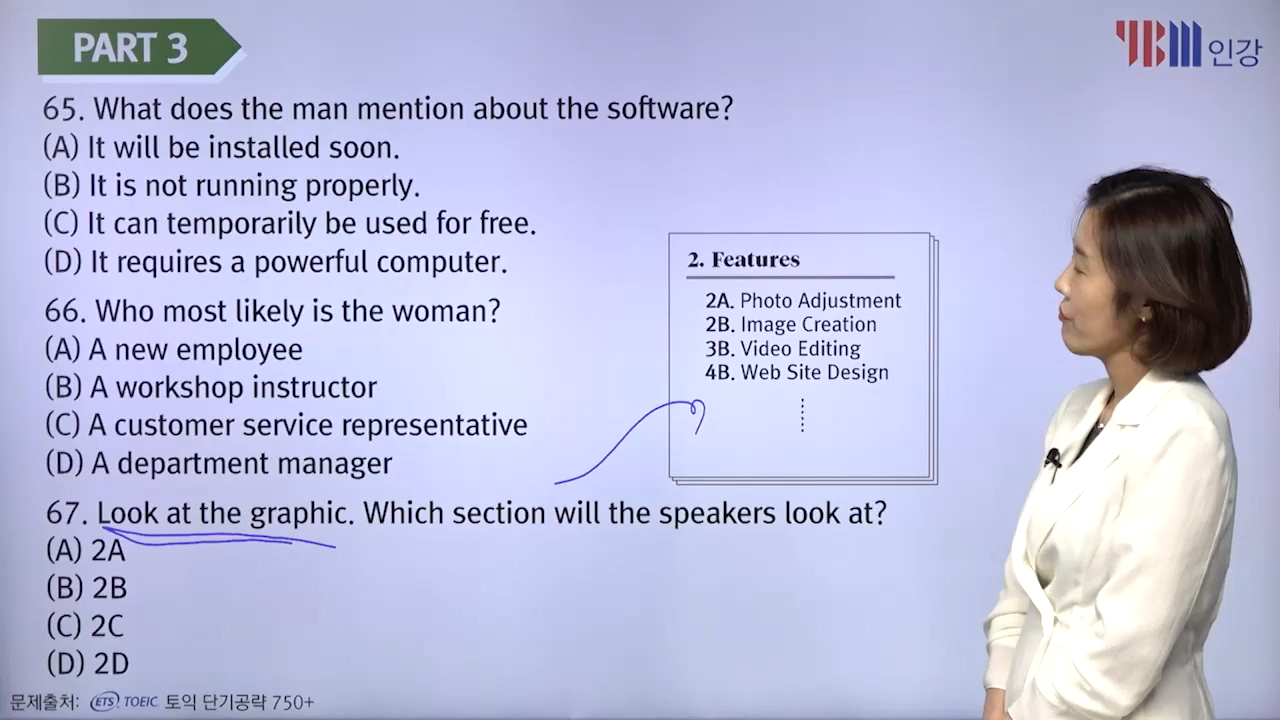 PART 3
YBM 인강
65. What does the man mention about the software?
(A) It will be installed soon.
(B) It is not running properly.
(C) It can temporarily be used for free.
(D) It requires a powerful computer.
66. Who most likely is the woman?
(A) A new employee
(B) A workshop instructor
(C) A customer service representative
(D) A department manager
2. Features
2A. Photo Adjustment
2B. Image Creation
3B. Video Editing
4B. Web Site Design
67. Look at the graphic. Which section will the speakers look at?
(A) 2A
(B) 2B
(C) 2C
(D) 2D
문제출처: ETS TOEIC 토익 단기공략 750+